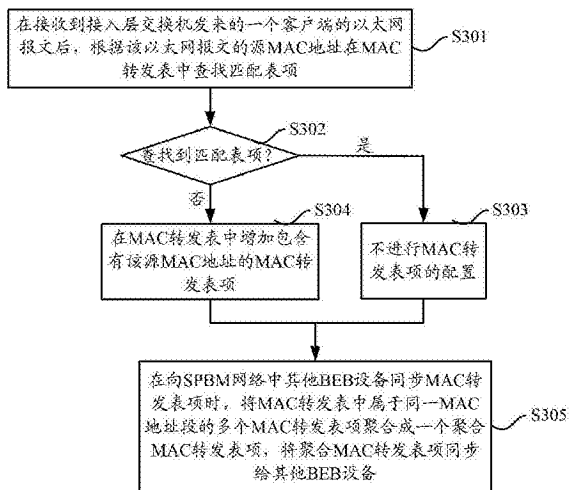 在接收到接入层交换机发来的一个客户端的以太网
报文后，根据该以太网报文的源MAC地址在MAC
转发表中查找匹配表项
S301
S302
查找到匹配表项?
是
否
S304
S303
在MAC转发表中增加包含
有该源MAC地址的MAC转
发表项
不进行MAC转
发表项的配置
在向SPBM网络中其他BEB设备同步MAC转
发表项时，将MAC转发表中属于同一MAC
地址段的多个MAC转发表项聚合成一个聚合
MAC转发表项，将聚合MAC转发表项同步
给其他BEB设备
S305